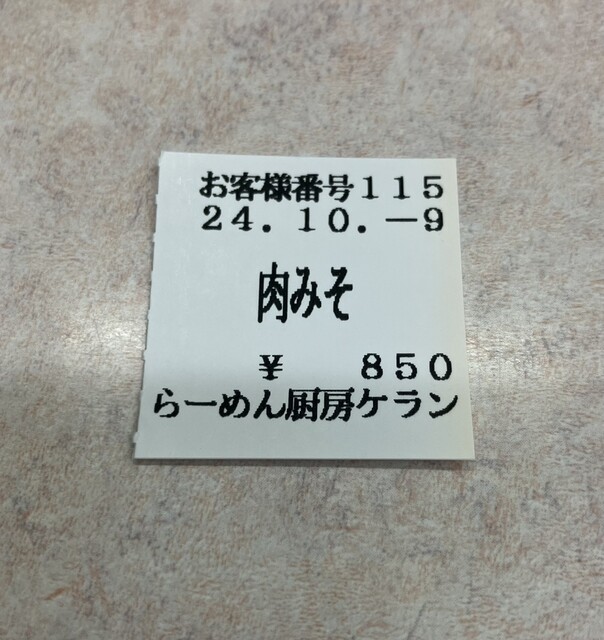 お客様番号115
24.10.-9
肉みそ
¥ 850
らーめん厨房ケラン